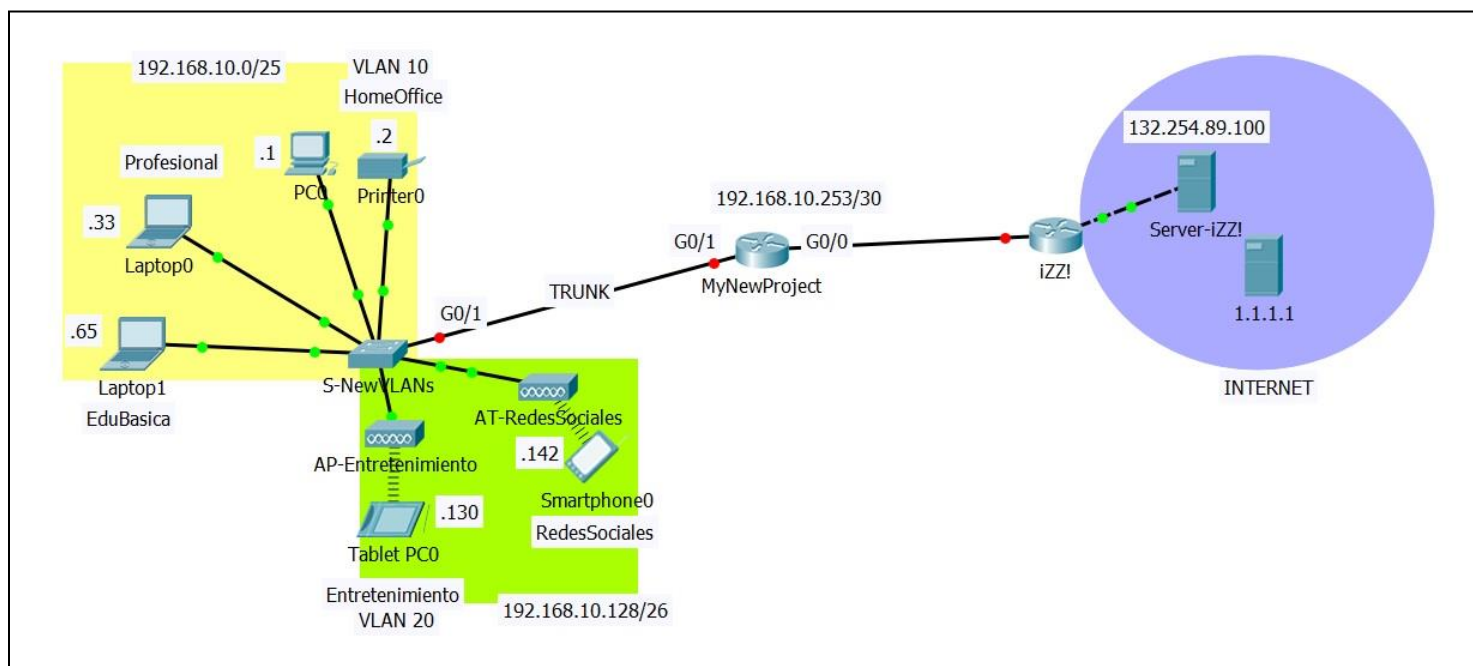 192.168.10.0/25
VLAN 10
HomeOffice
.1
.2
PC0
Printer0
Profesional
.33
Laptop0
.65
Laptop1
EduBasica
S-NewVLANs
G0/1
TRUNK
G0/1
192.168.10.253/30
G0/0
MyNewProject
iZZ!
132.254.89.100
Server-iZZ!
1.1.1.1
INTERNET
AT-RedesSociales
.142
Smartphone0
RedesSociales
AP-Entretenimiento
.130
Tablet PC0
Entretenimiento
VLAN 20
192.168.10.128/26